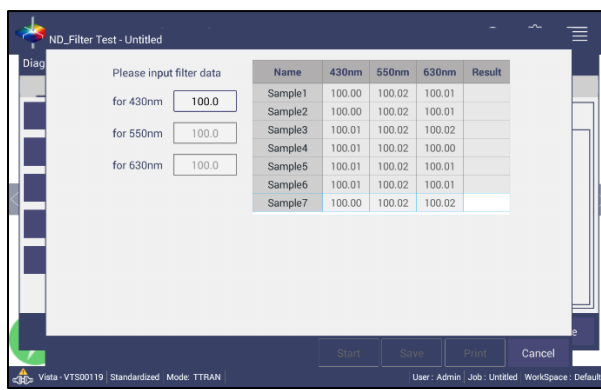 ND_Filter Test - Untitled
Diag
Please input filter data
for 430nm 100.0
for 550nm 100.0
for 630nm 100.0
Name 430nm 550nm 630nm Result
Sample1 100.00 100.02 100.01
Sample2 100.00 100.02 100.01
Sample3 100.01 100.02 100.02
Sample4 100.01 100.02 100.00
Sample5 100.01 100.02 100.01
Sample6 100.01 100.02 100.01
Sample7 100.00 100.02 100.02
e
Start Save Print Cancel
Vista - VTS00119 Standardized Mode: TTRAN User : Admin Job : Untitled WorkSpace : Default